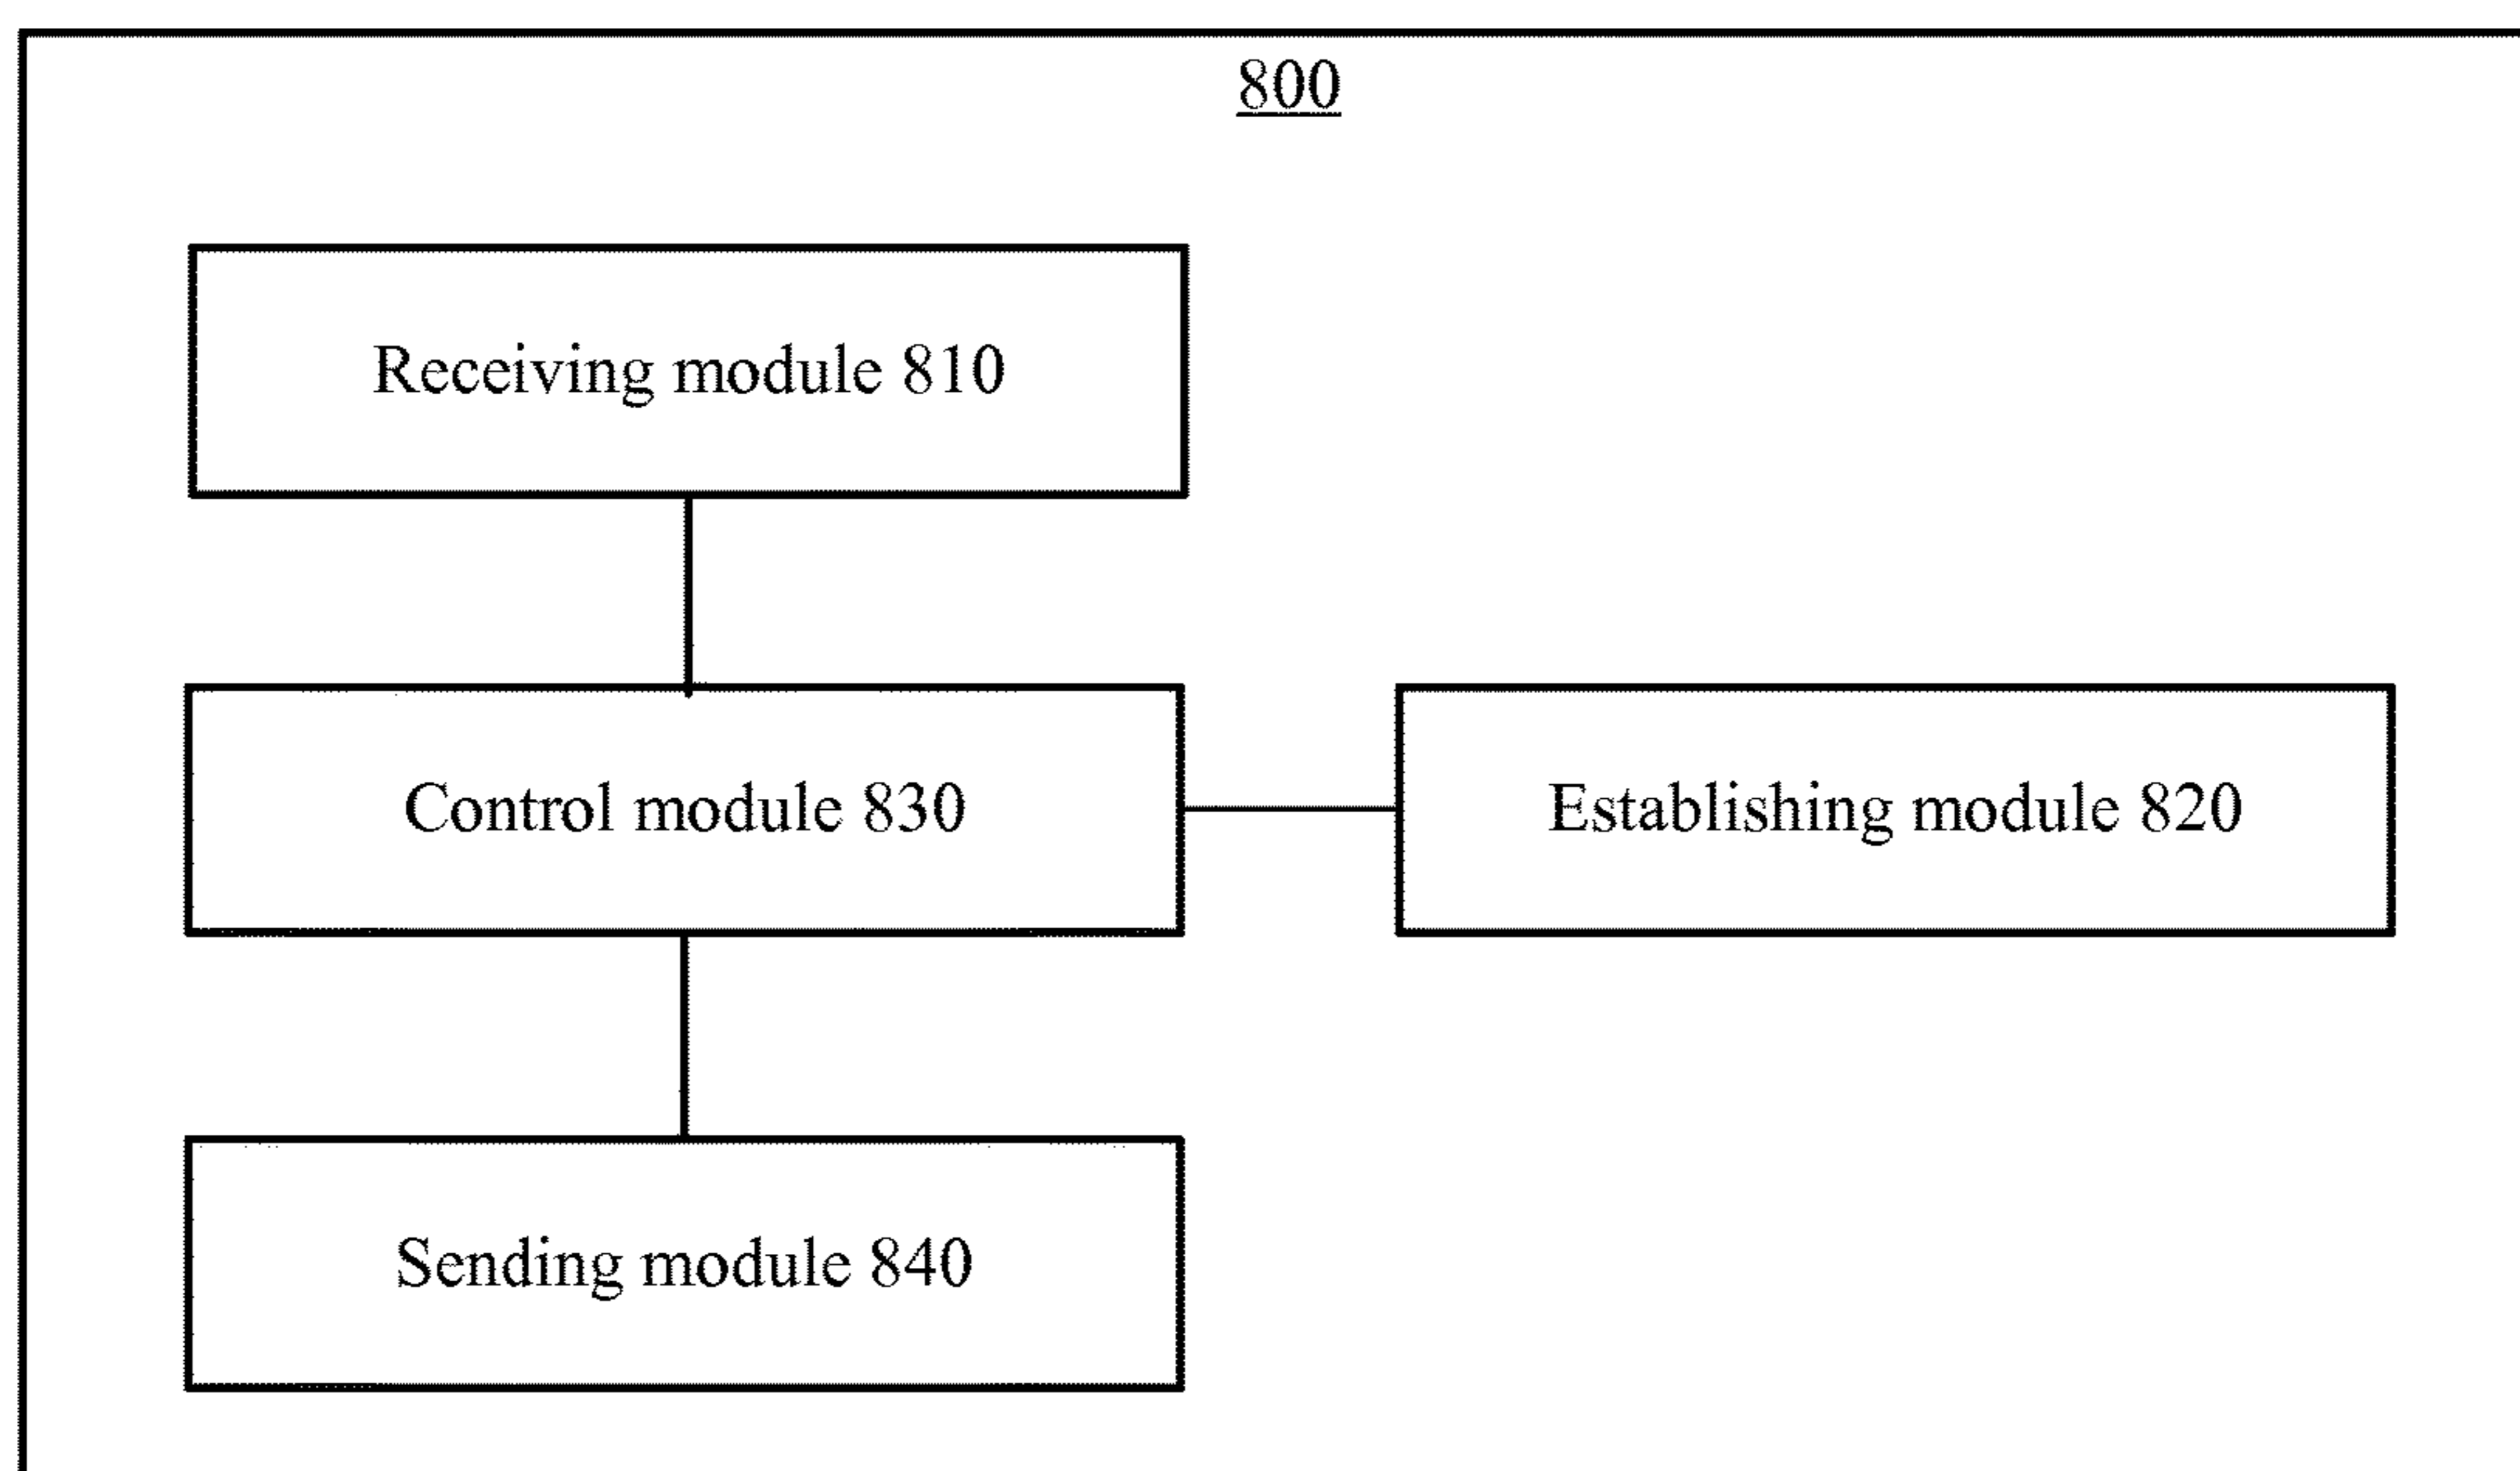 800
Receiving module 810
Control module 830
Establishing module 820
Sending module 840